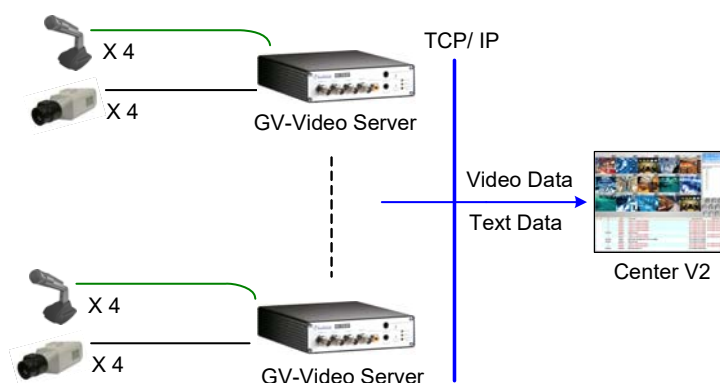 X 4
TCP/ IP
X 4
GV-Video Server
Video Data
Text Data
Center V2
X 4
X 4
GV-Video Server